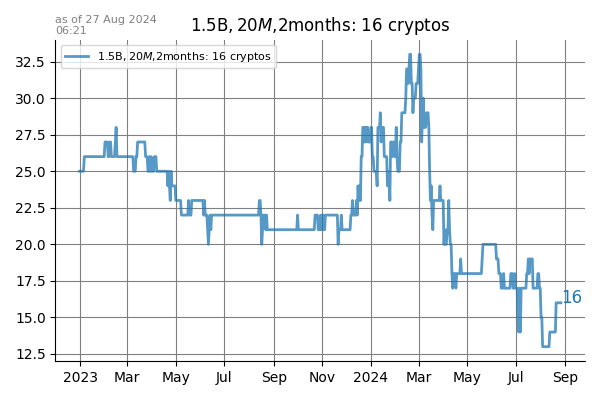 as of 27 Aug 2024
06:21
1.5B, 20M,2months: 16 cryptos
1.5B, 20M,2months: 16 cryptos
32.5
30.0
27.5
25.0
22.5
20.0
17.5
15.0
12.5
16
2023 Mar May Jul Sep Nov 2024 Mar May Jul Sep